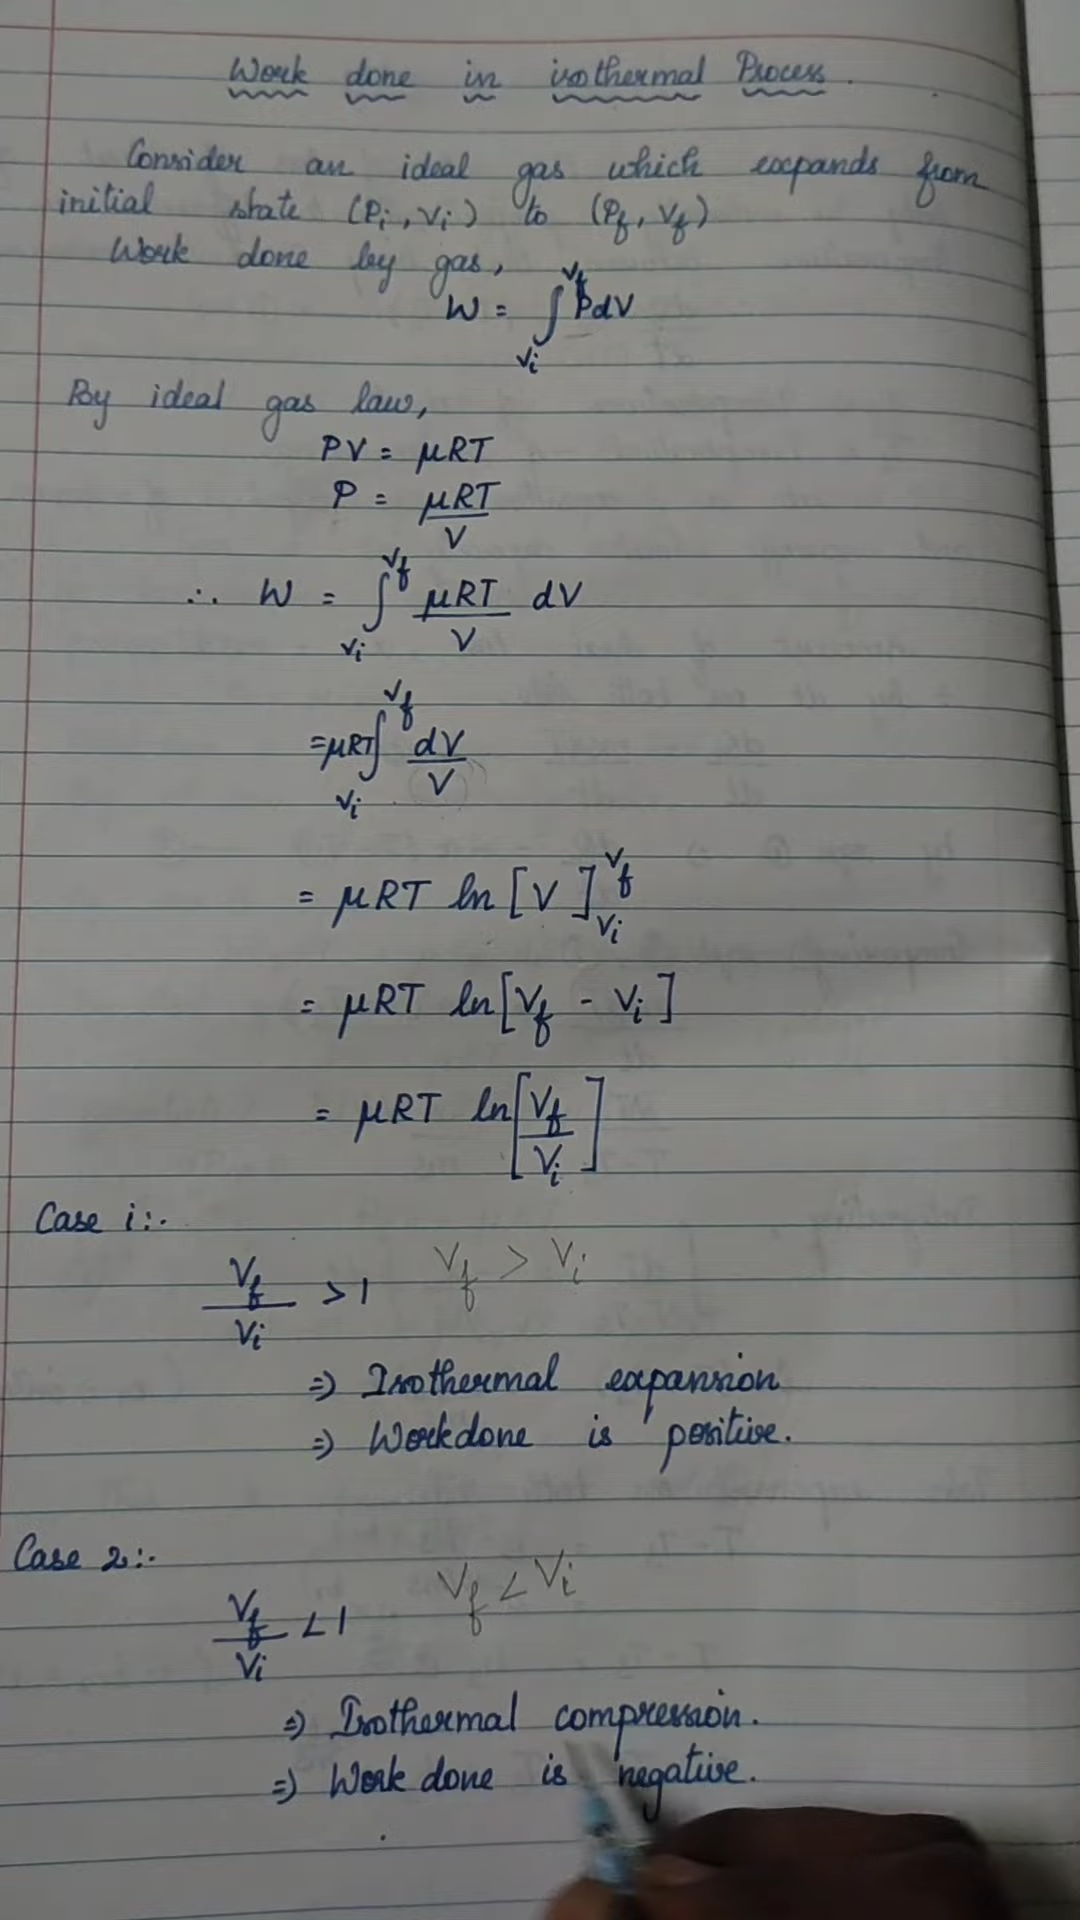 Work done in isothermal Process.
Consider an ideal gas which expands from
initial state (Pi, Vi) to (Pf, Vf)
Work done by gas,
W = ∫_{Vi}^{Vf} PdV
By ideal gas law,
PV = μRT
P = μRT/V
∴ W = ∫_{Vi}^{Vf} μRT/V dV
= μRT ∫_{Vi}^{Vf} dV/V
= μRT ln [V]_{Vi}^{Vf}
= μRT ln [Vf - Vi]
= μRT ln [Vf/Vi]
Case i:-
Vf/Vi > 1 Vf > Vi
⇒ Isothermal expansion
⇒ Workdone is positive.
Case 2:-
Vf/Vi < 1 Vf < Vi
⇒ Isothermal compression.
⇒ Work done is negative.